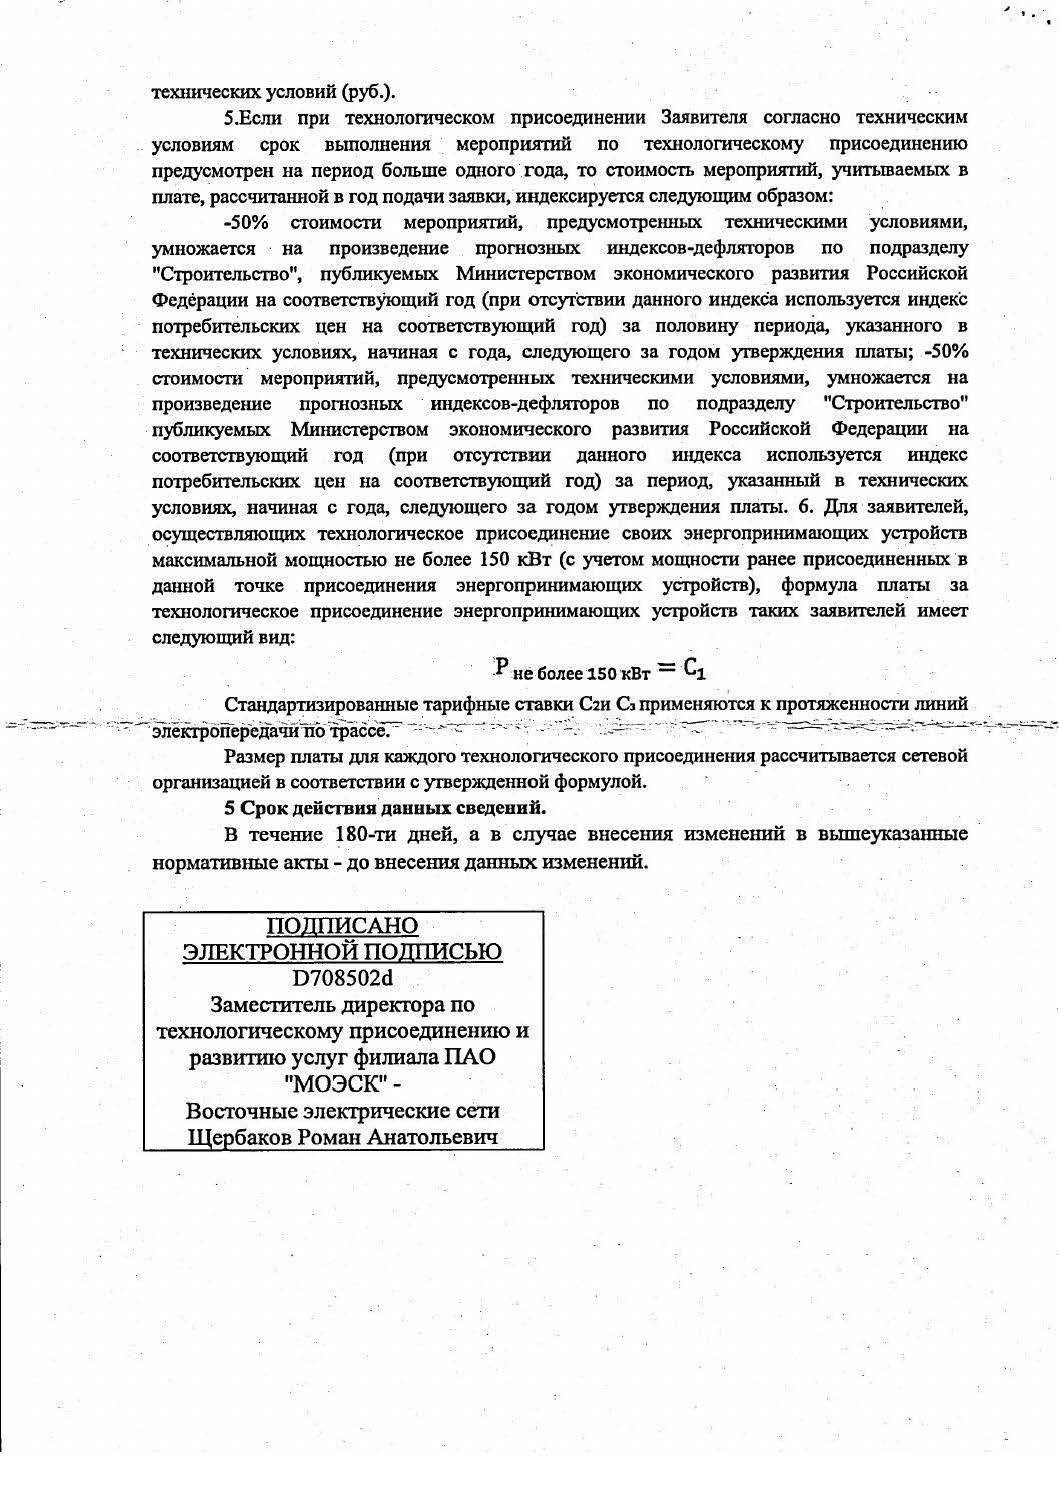 технических условий (руб.).
5.Если при технологическом присоединении Заявителя согласно техническим
условиям срок выполнения мероприятий по технологическому присоединению
предусмотрен на период больше одного года, то стоимость мероприятий, учитываемых в
плате, рассчитанной в год подачи заявки, индексируется следующим образом:
-50% стоимости мероприятий, предусмотренных техническими условиями,
умножается на произведение прогнозных индексов-дефляторов по подразделу
"Строительство", публикуемых Министерством экономического развития Российской
Федерации на соответствующий год (при отсутствии данного индекса используется индекс
потребительских цен на соответствующий год) за половину периода, указанного в
технических условиях, начиная с года, следующего за годом утверждения платы; -50%
стоимости мероприятий, предусмотренных техническими условиями, умножается на
произведение прогнозных индексов-дефляторов по подразделу "Строительство"
публикуемых Министерством экономического развития Российской Федерации на
соответствующий год (при отсутствии данного индекса используется индекс
потребительских цен на соответствующий год) за период, указанный в технических
условиях, начиная с года, следующего за годом утверждения платы. 6. Для заявителей,
осуществляющих технологическое присоединение своих энергопринимающих устройств
максимальной мощностью не более 150 кВт (с учетом мощности ранее присоединенных в
данной точке присоединения энергопринимающих устройств), формула платы за
технологическое присоединение энергопринимающих устройств таких заявителей имеет
следующий вид:
P не более 150 кВт = C1
Стандартизированные тарифные ставки С2и С3 применяются к протяженности линий
электропередачи по трассе.
Размер платы для каждого технологического присоединения рассчитывается сетевой
организацией в соответствии с утвержденной формулой.
5 Срок действия данных сведений.
В течение 180-ти дней, а в случае внесения изменений в вышеуказанные
нормативные акты - до внесения данных изменений.
ПОДПИСАНО
ЭЛЕКТРОННОЙ ПОДПИСЬЮ
D708502d
Заместитель директора по
технологическому присоединению и
развитию услуг филиала ПАО
"МОЭСК" -
Восточные электрические сети
Щербаков Роман Анатольевич